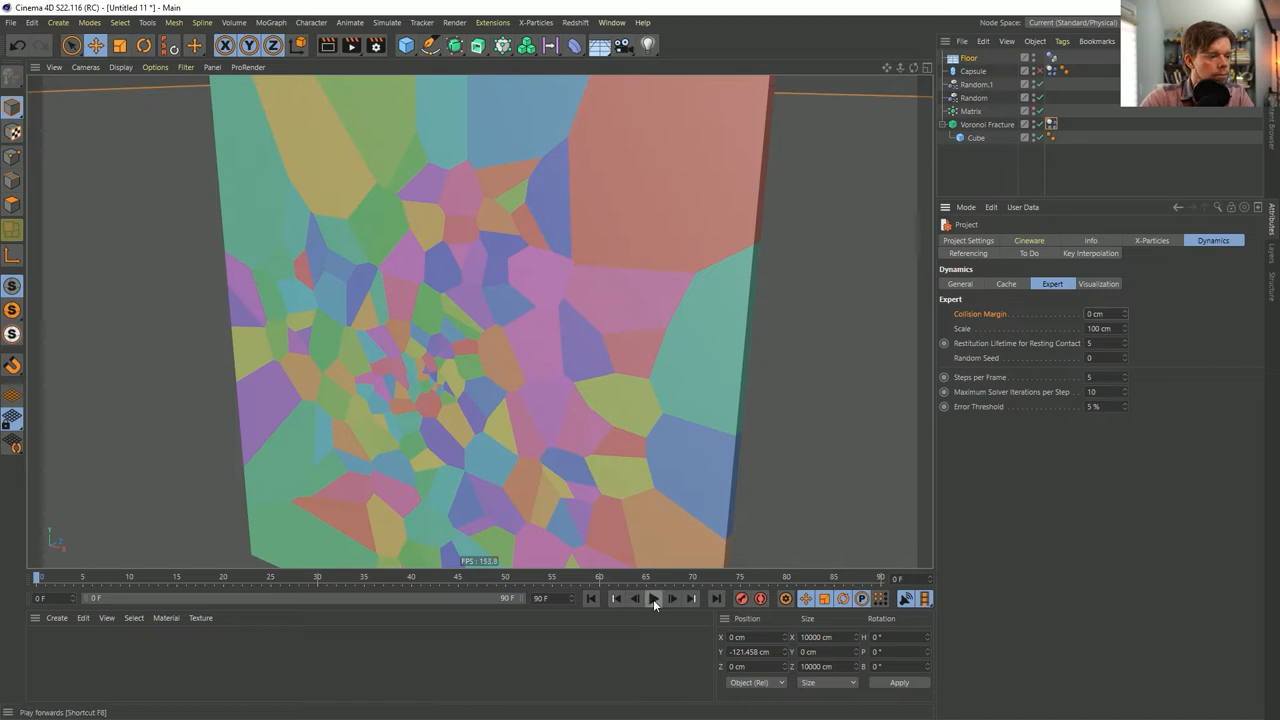 Cinema 4D S22.116 (RC) - [Untitled 11 *] - Main
File Edit Create Modes Select Tools Mesh Spline Volume MoGraph Character Animate Simulate Tracker Render Extensions X-Particles Redshift Window Help
Node Space: Current (Standard/Physical)
View Cameras Display Options Filter Panel ProRender
File Edit View Object Tags Bookmarks
Floor
Capsule
Random.1
Random
Matrix
Voronoi Fracture
Cube
Mode Edit User Data
Project
Project Settings Cineware Info X-Particles Dynamics
Referencing To Do Key Interpolation
Dynamics
General Cache Expert Visualization
Expert
Collision Margin 0 cm
Scale 100 cm
Restitution Lifetime for Resting Contact 5
Random Seed 0
Steps per Frame 5
Maximum Solver Iterations per Step 10
Error Threshold 5 %
Attributes
Layers
Structure
Y
Z
X
FPS : 153.8
0 5 10 15 20 25 30 35 40 45 50 55 60 65 70 75 80 85 90 0 F
0 F 0 F 90 F 90 F
Create Edit View Select Material Texture
Position Size Rotation
X 0 cm X 10000 cm H 0 °
Y -121.458 cm Y 0 cm P 0 °
Z 0 cm Z 10000 cm B 0 °
Object (Rel) Size Apply
Play forwards [Shortcut F8]